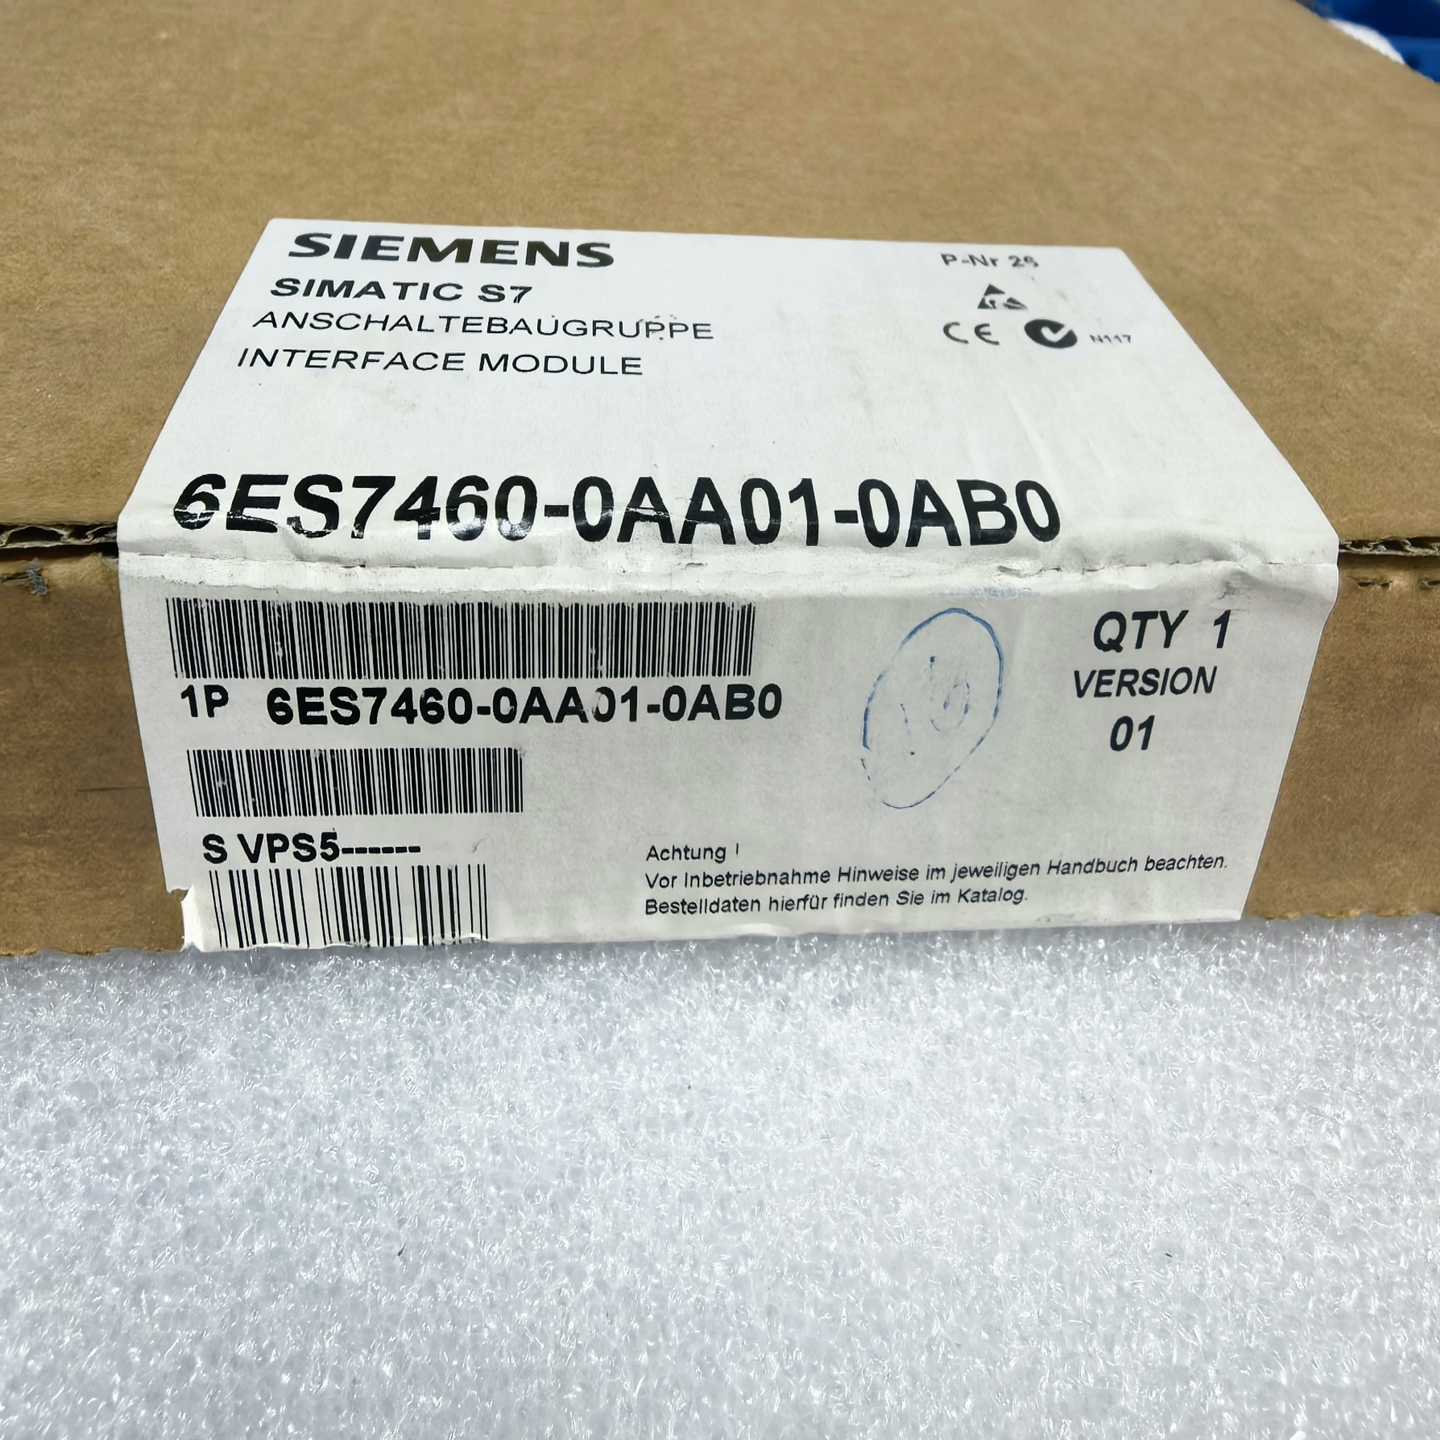 SIEMENS
SIMATIC S7
ANSCHALTEBAUGRUPPE
INTERFACE MODULE
P-Nr 26
CE
N117
6ES7460-0AA01-0AB0
1P 6ES7460-0AA01-0AB0
S VPS5------
QTY 1
VERSION
01
Achtung !
Vor Inbetriebnahme Hinweise im jeweiligen Handbuch beachten.
Bestelldaten hierfür finden Sie im Katalog.